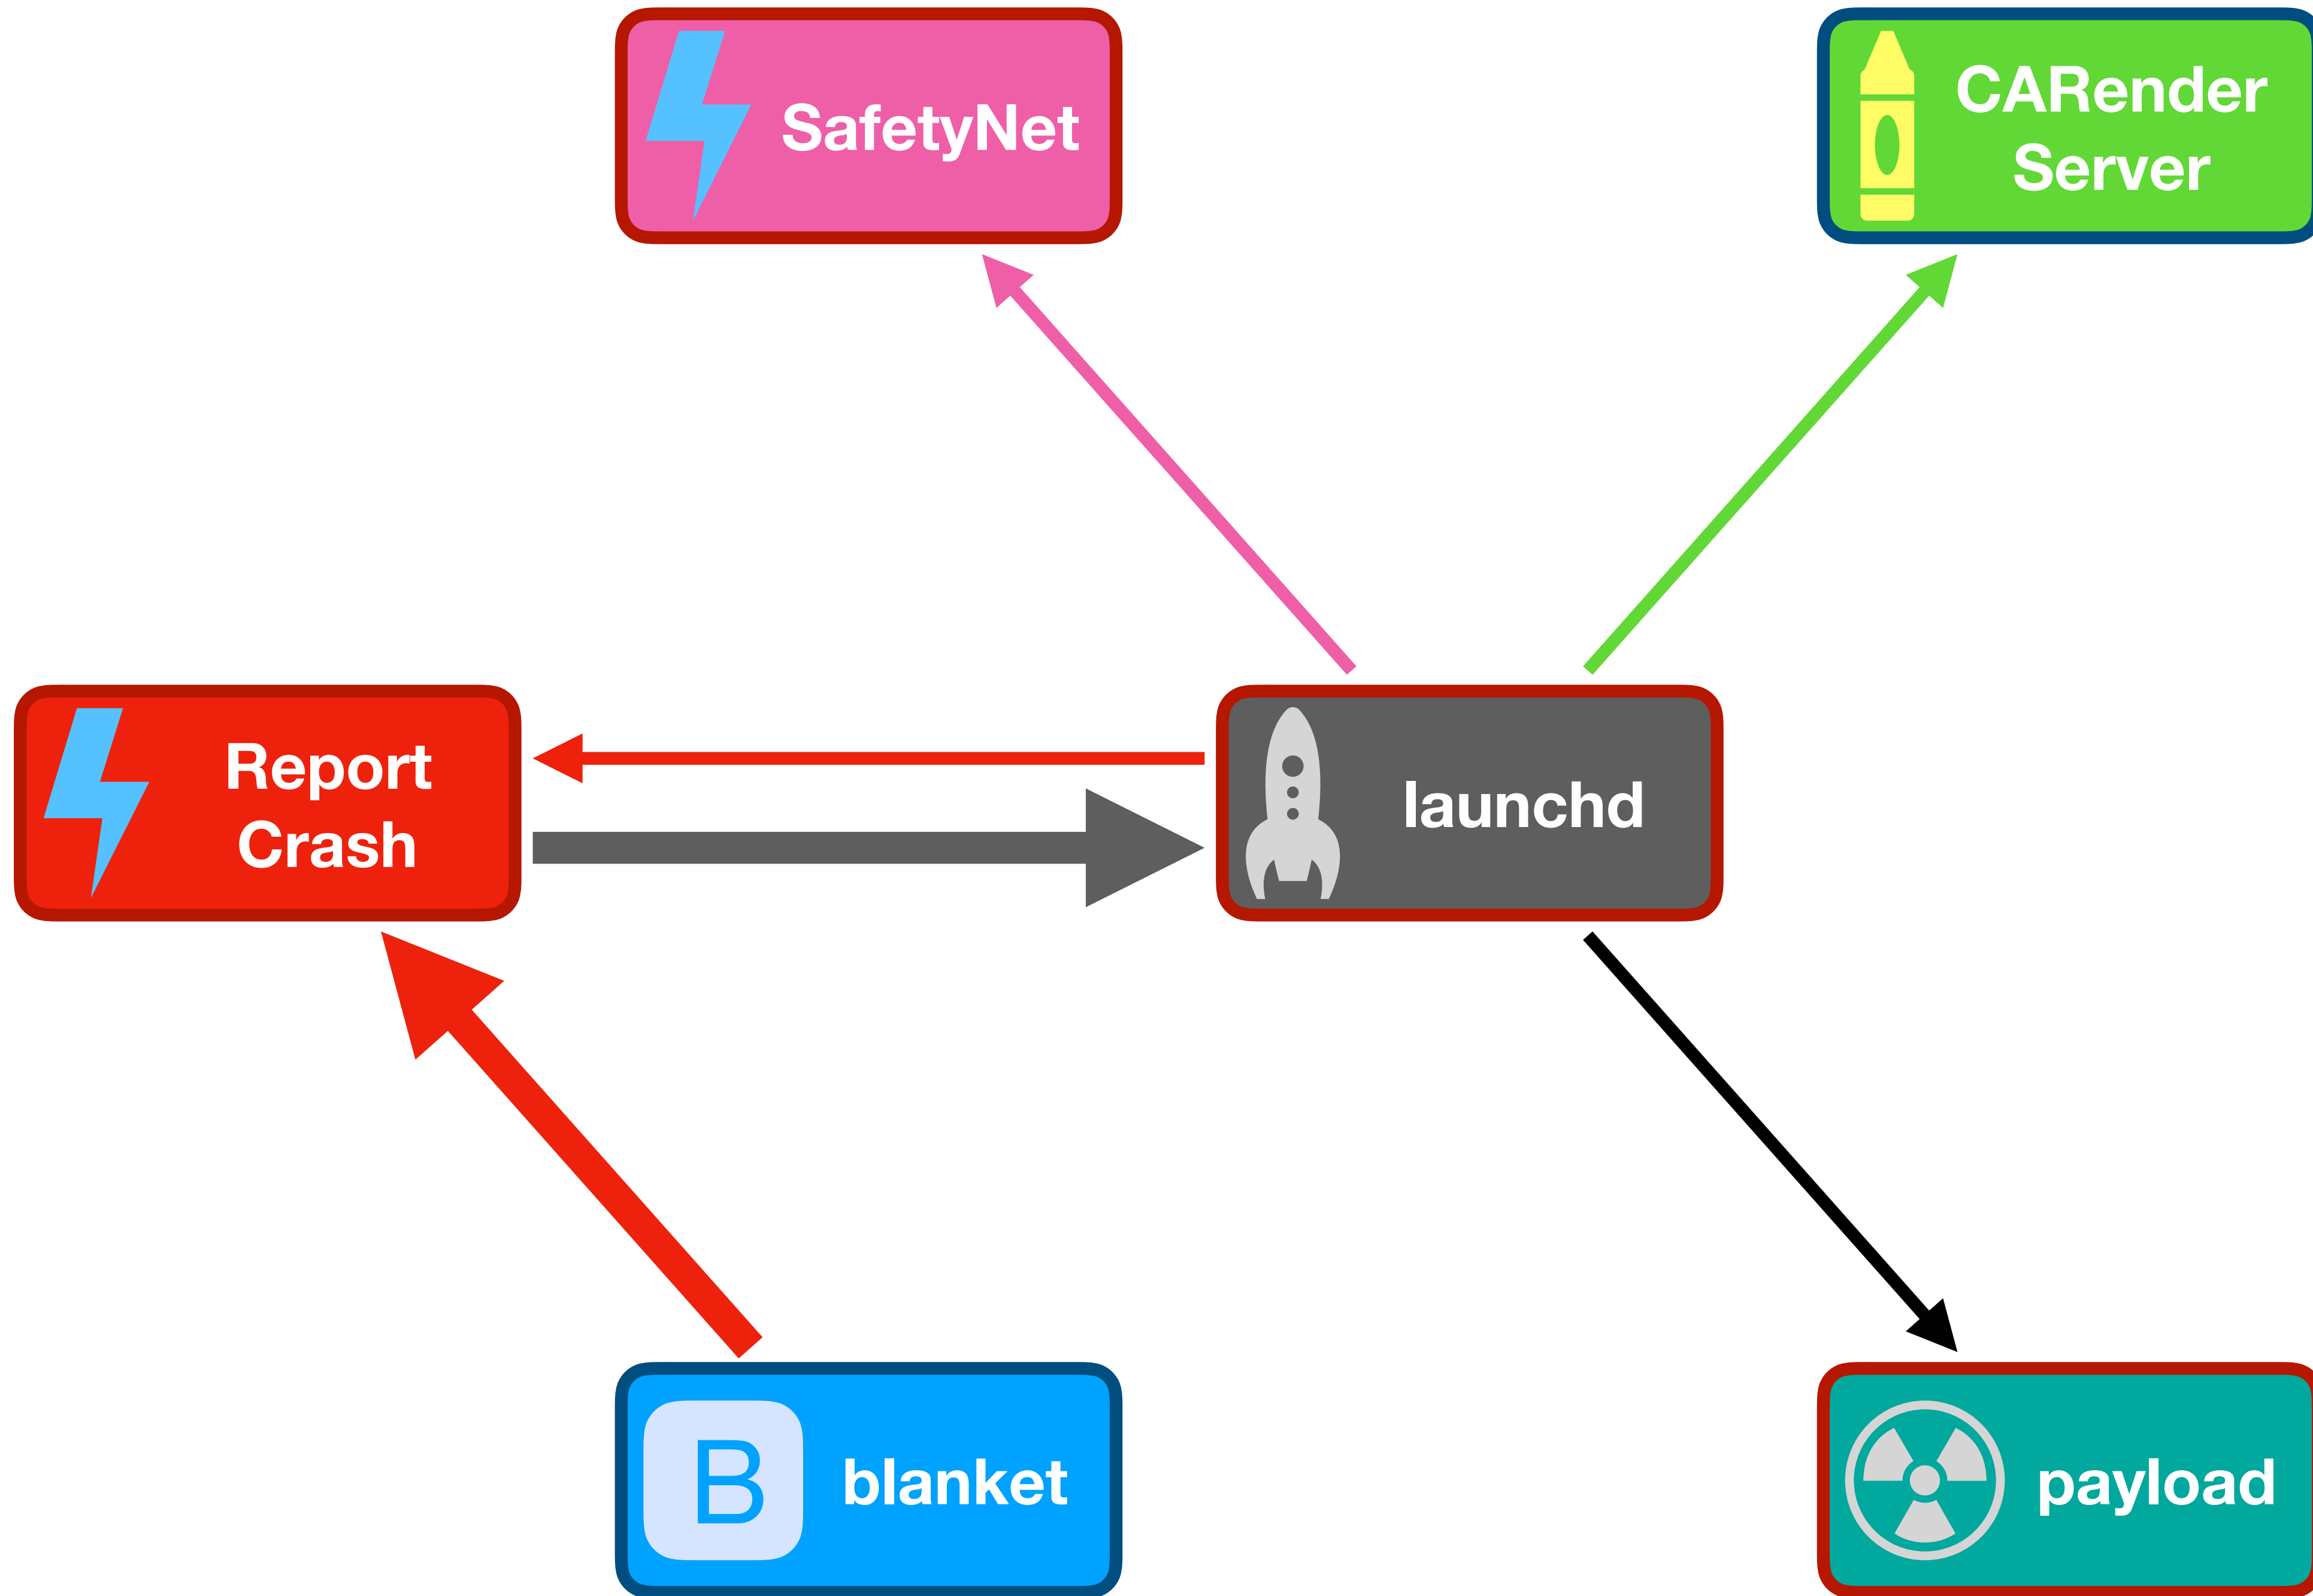 SafetyNet
CARender
Server
Report
Crash
launchd
B
blanket
payload